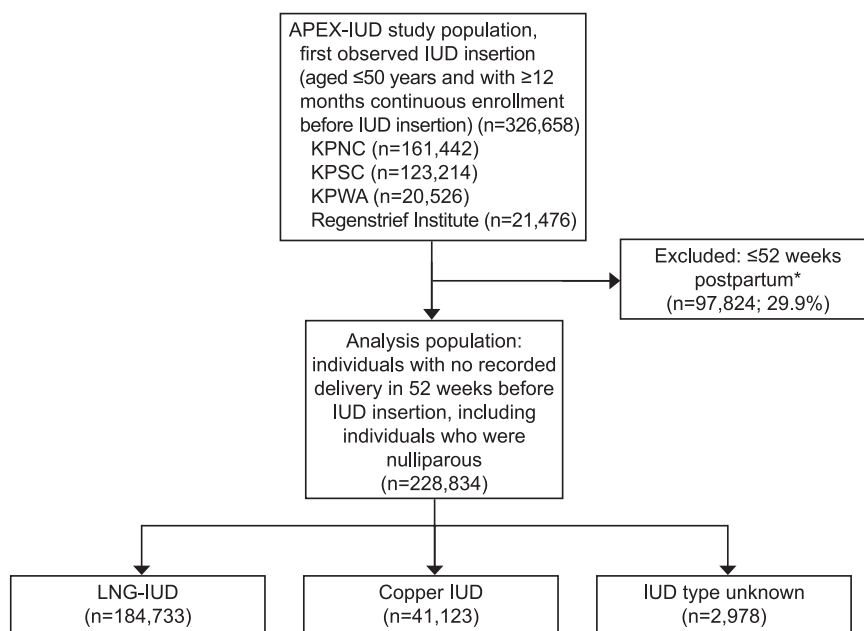 APEX-IUD study population,
first observed IUD insertion
(aged ≤50 years and with ≥12
months continuous enrollment
before IUD insertion) (n=326,658)
KPNC (n=161,442)
KPSC (n=123,214)
KPWA (n=20,526)
Regenstrief Institute (n=21,476)
Excluded: ≤52 weeks
postpartum*
(n=97,824; 29.9%)
Analysis population:
individuals with no recorded
delivery in 52 weeks before
IUD insertion, including
individuals who were
nulliparous
(n=228,834)
LNG-IUD
(n=184,733)
Copper IUD
(n=41,123)
IUD type unknown
(n=2,978)